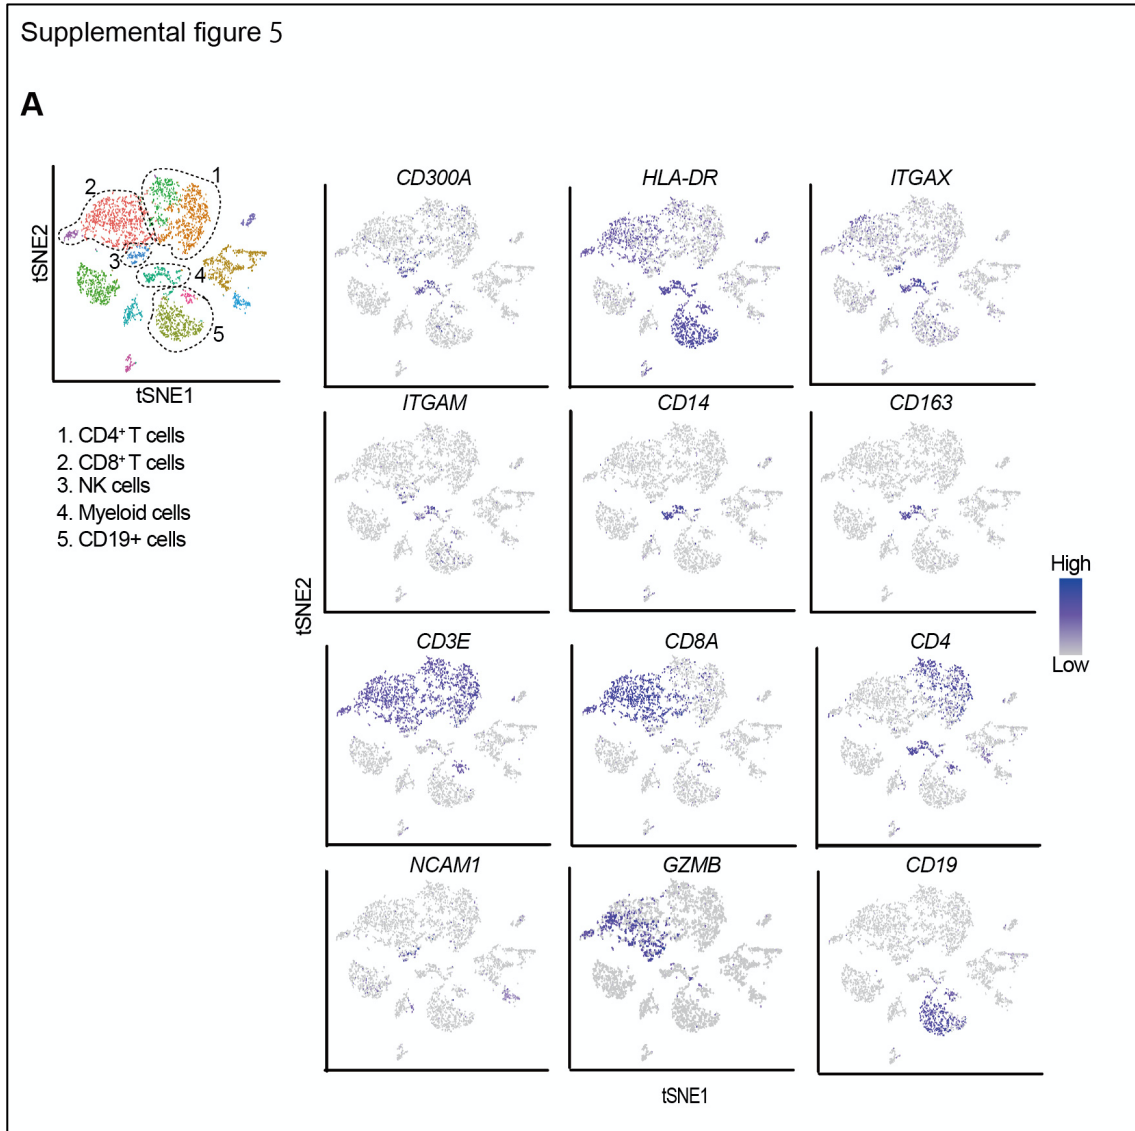 Supplemental figure 5
A
1
2
3
4
5
tSNE2
tSNE1
1. CD4+ T cells
2. CD8+ T cells
3. NK cells
4. Myeloid cells
5. CD19+ cells
CD300A
HLA-DR
ITGAX
ITGAM
CD14
CD163
CD3E
CD8A
CD4
NCAM1
GZMB
CD19
tSNE2
tSNE1
High
Low